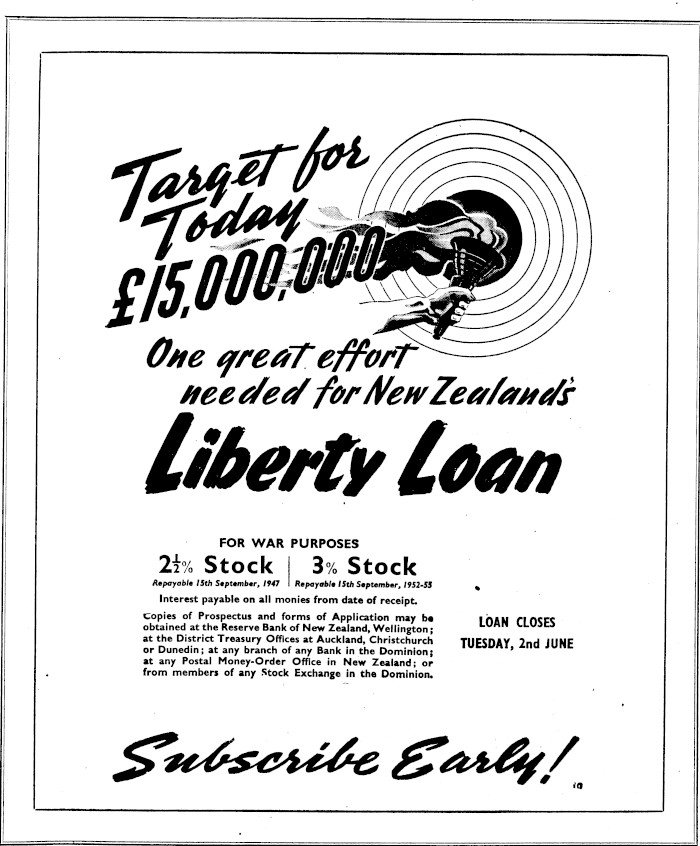 Target for
Today
£15,000,000
One great effort
needed for New Zealand's
Liberty Loan
FOR WAR PURPOSES
2½% Stock
Repayable 15th September, 1947
3% Stock
Repayable 15th September, 1952-55
Interest payable on all monies from date of receipt.
Copies of Prospectus and forms of Application may be
obtained at the Reserve Bank of New Zealand, Wellington;
at the District Treasury Offices at Auckland, Christchurch
or Dunedin; at any branch of any Bank in the Dominion;
at any Postal Money-Order Office in New Zealand; or
from members of any Stock Exchange in the Dominion.
LOAN CLOSES
TUESDAY, 2nd JUNE
Subscribe Early!